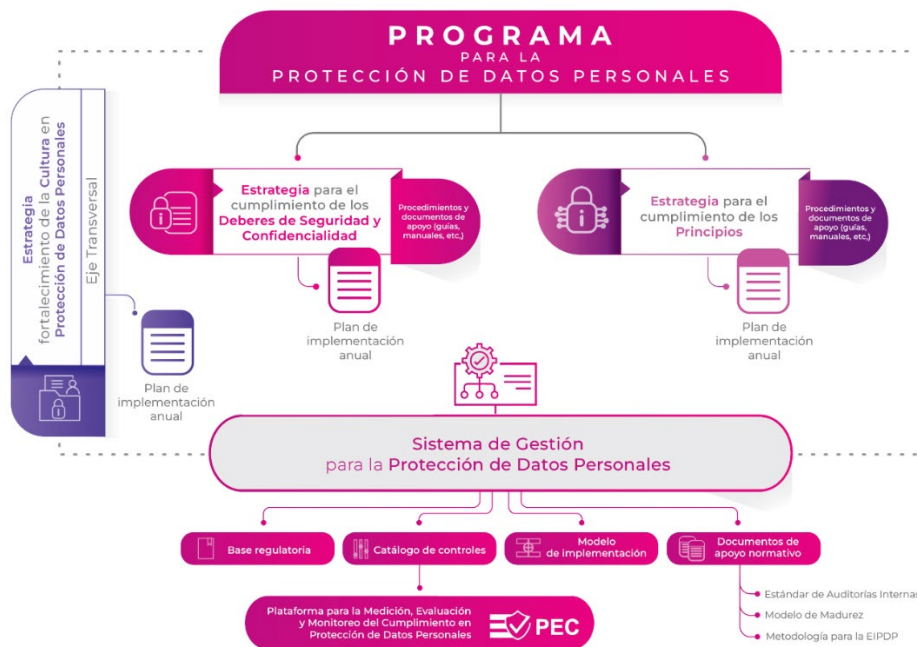 PROGRAMA
PARA LA
PROTECCIÓN DE DATOS PERSONALES
Estrategia
fortalecimiento de la Cultura en
Protección de Datos Personales
Eje Transversal
Plan de
implementación
anual
Estrategia para el
cumplimiento de los
Deberes de Seguridad y
Confidencialidad
Procedimientos y
documentos de
apoyo (guías,
manuales, etc,)
Plan de
implementación
anual
Estrategia para el
cumplimiento de los
Principios
Procedimientos y
documentos de
apoyo (guías,
manuales, etc,)
Plan de
implementación
anual
Sistema de Gestión
para la Protección de Datos Personales
Base regulatoria
Catálogo de controles
Modelo
de implementación
Documentos de
apoyo normativo
Plataforma para la Medición, Evaluación
y Monitoreo del Cumplimiento en
Protección de Datos Personales
PEC
Estándar de Auditorías Internas
Modelo de Madurez
Metodología para la EIPDP